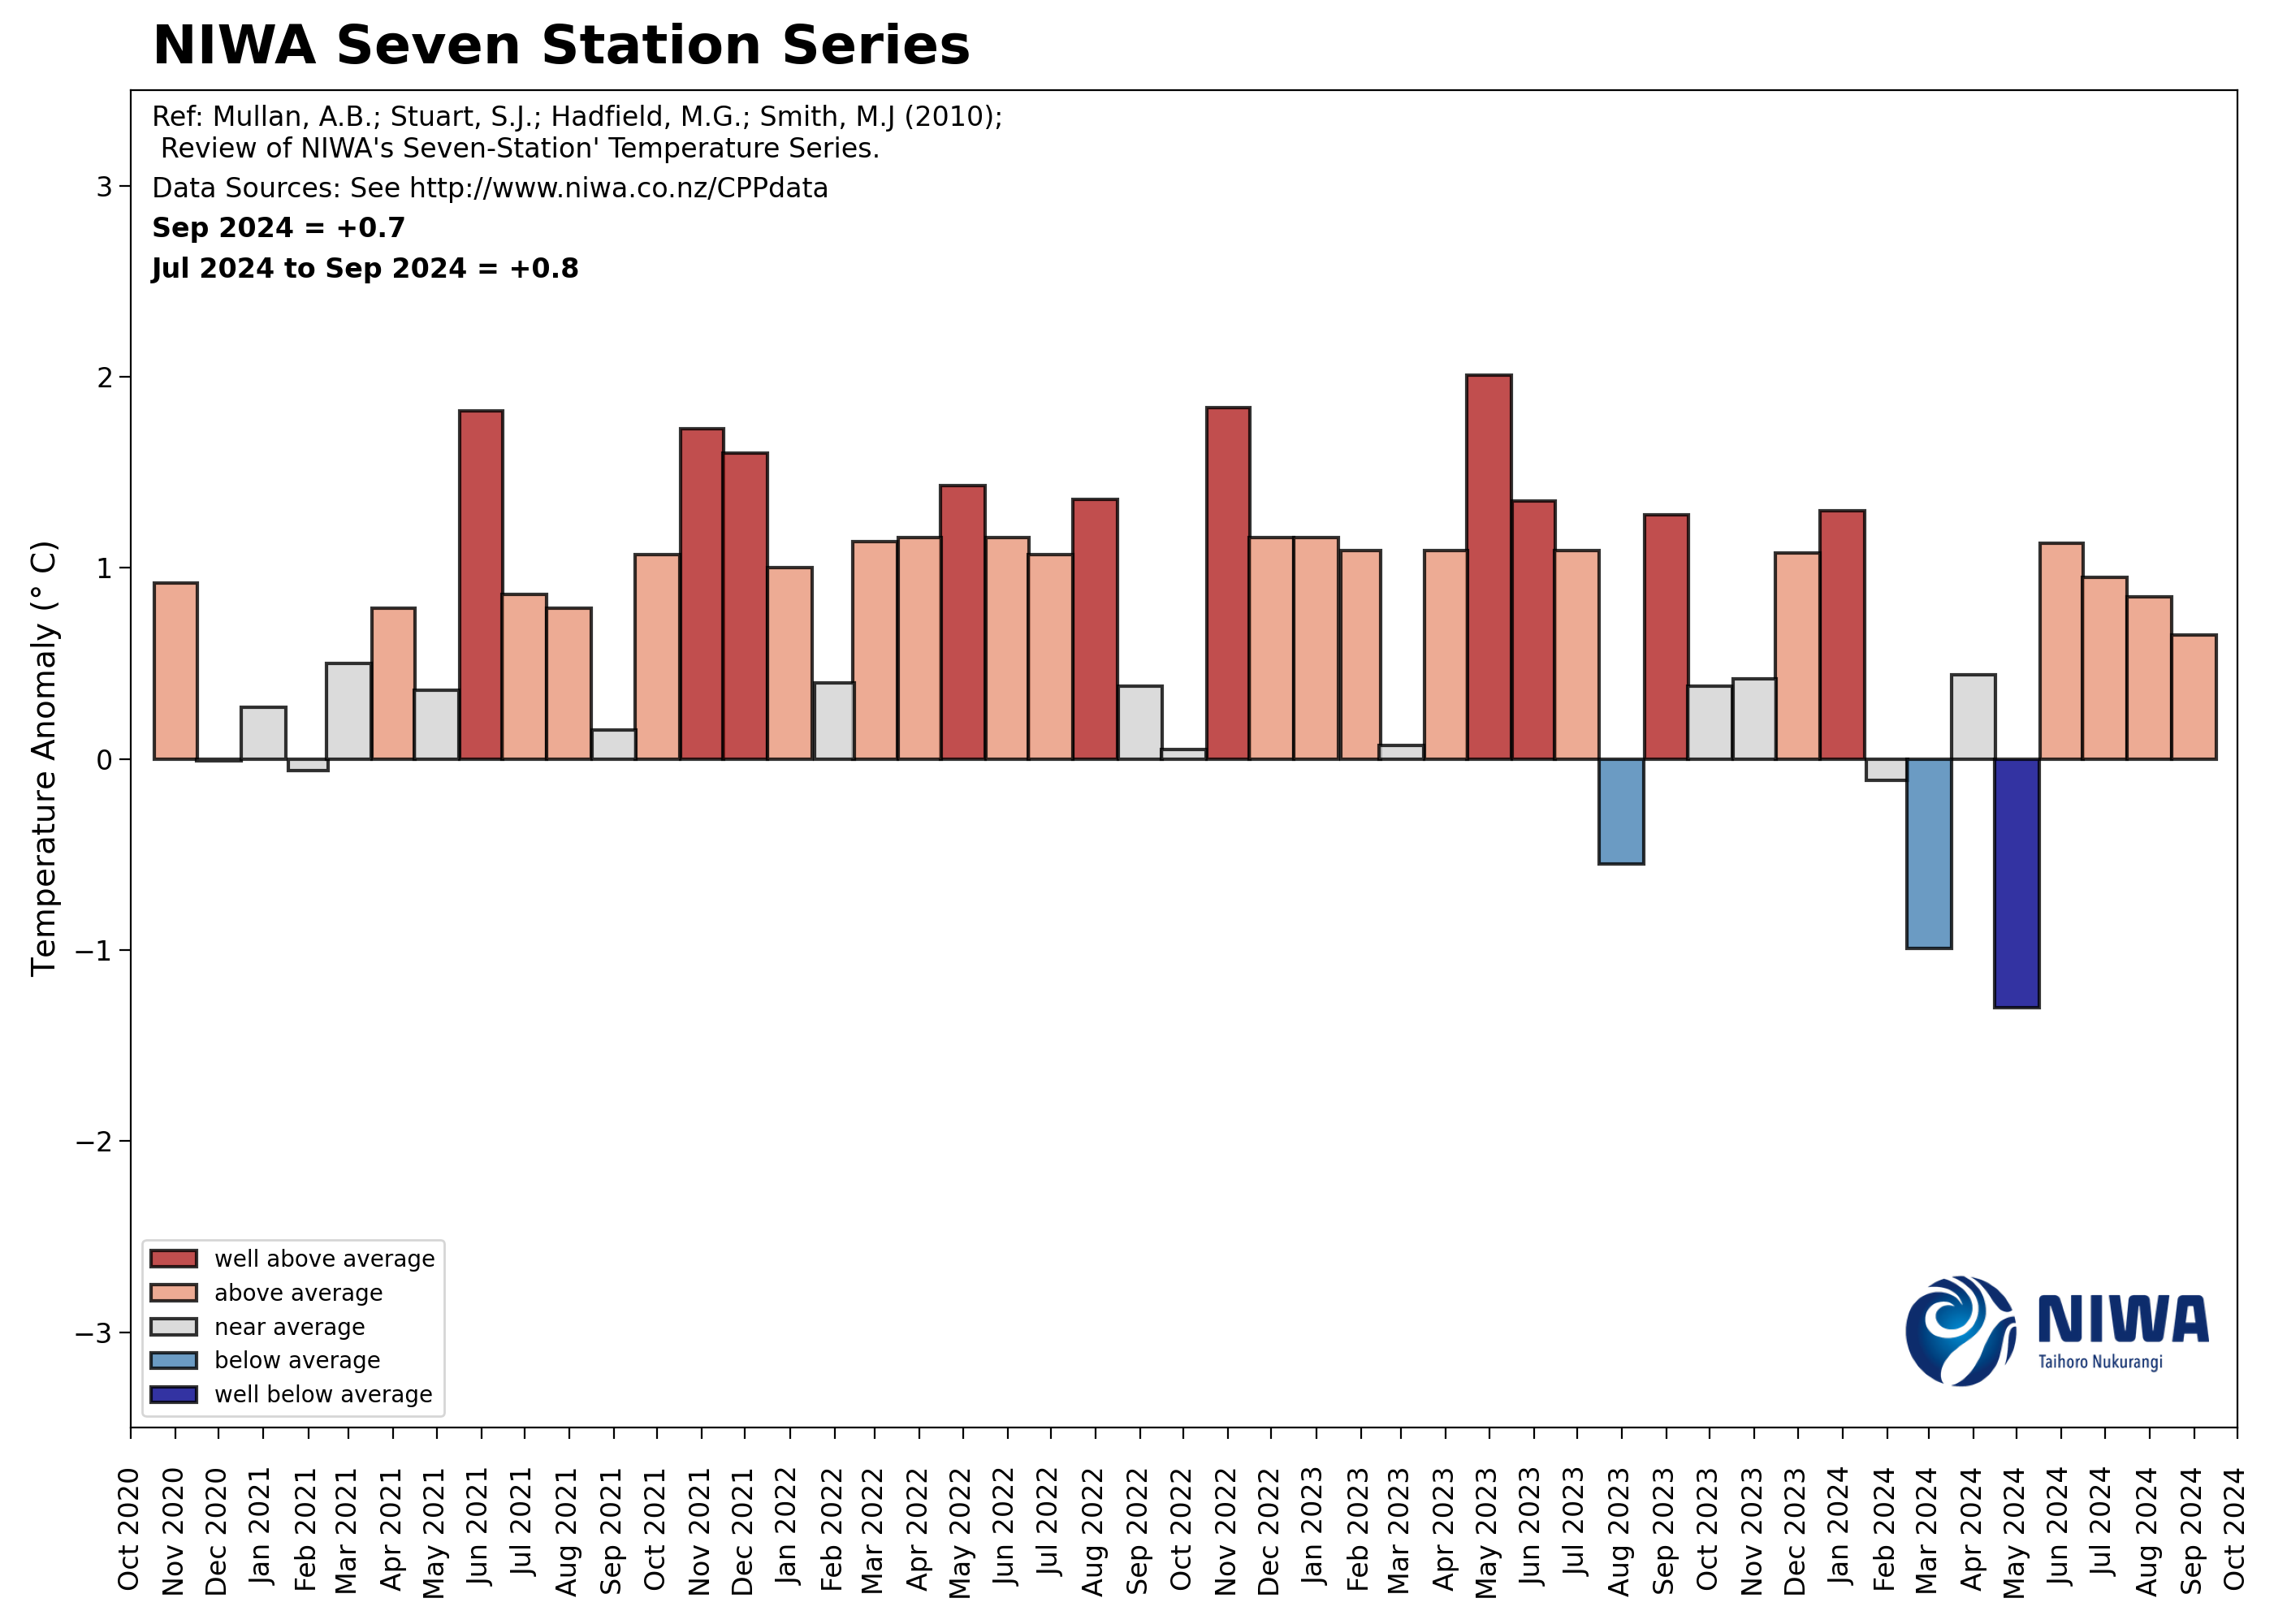 NIWA Seven Station Series
Ref: Mullan, A.B.; Stuart, S.J.; Hadfield, M.G.; Smith, M.J (2010);
Review of NIWA's Seven-Station' Temperature Series.
Data Sources: See http://www.niwa.co.nz/CPPdata
Sep 2024 = +0.7
Jul 2024 to Sep 2024 = +0.8
Temperature Anomaly (° C)
3
2
1
0
−1
−2
−3
well above average
above average
near average
below average
well below average
NIWA
Taihoro Nukurangi
Oct 2020
Nov 2020
Dec 2020
Jan 2021
Feb 2021
Mar 2021
Apr 2021
May 2021
Jun 2021
Jul 2021
Aug 2021
Sep 2021
Oct 2021
Nov 2021
Dec 2021
Jan 2022
Feb 2022
Mar 2022
Apr 2022
May 2022
Jun 2022
Jul 2022
Aug 2022
Sep 2022
Oct 2022
Nov 2022
Dec 2022
Jan 2023
Feb 2023
Mar 2023
Apr 2023
May 2023
Jun 2023
Jul 2023
Aug 2023
Sep 2023
Oct 2023
Nov 2023
Dec 2023
Jan 2024
Feb 2024
Mar 2024
Apr 2024
May 2024
Jun 2024
Jul 2024
Aug 2024
Sep 2024
Oct 2024